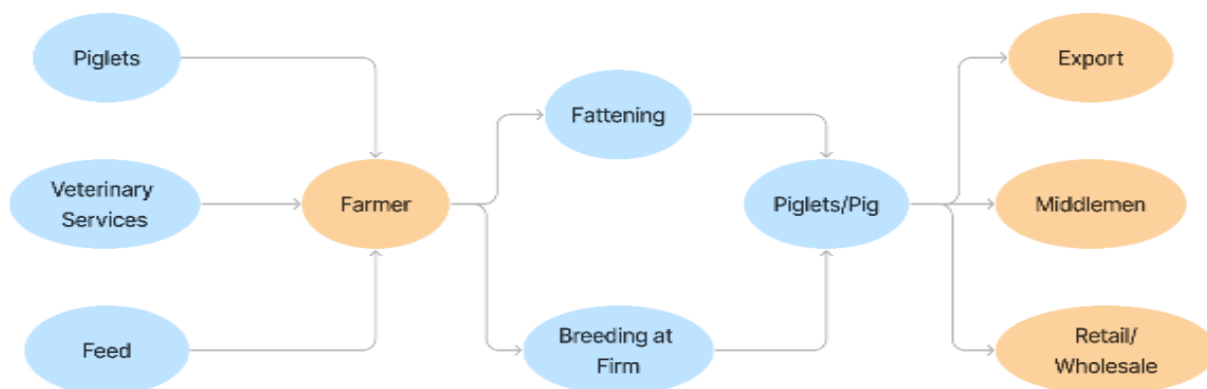 Piglets
Export
Fattening
Veterinary
Services
Farmer
Piglets/Pig
Middlemen
Feed
Breeding at
Firm
Retail/
Wholesale